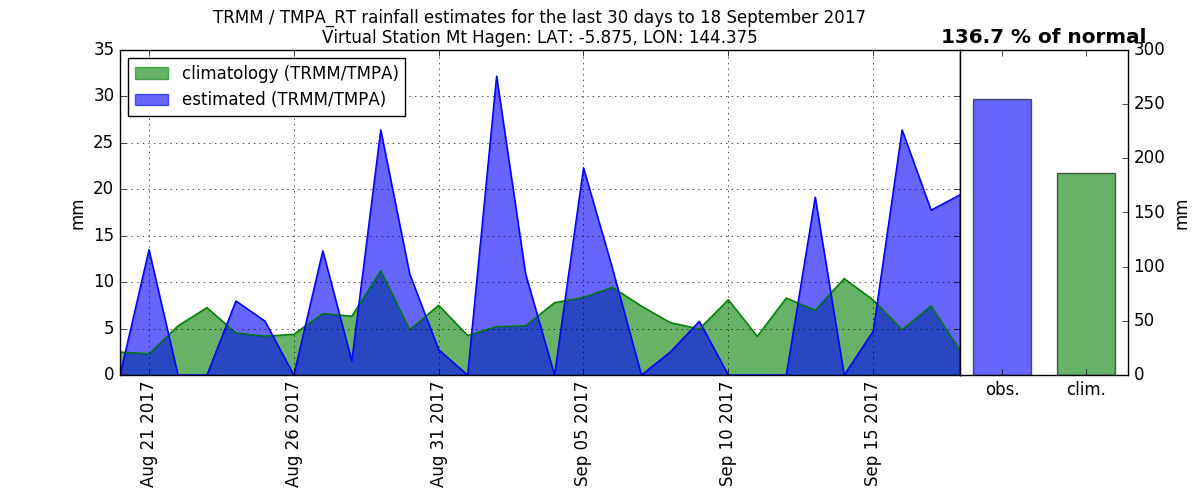 TRMM / TMPA_RT rainfall estimates for the last 30 days to 18 September 2017
Virtual Station Mt Hagen: LAT: -5.875, LON: 144.375
136.7 % of normal
climatology (TRMM/TMPA)
estimated (TRMM/TMPA)
35
30
25
20
15
10
5
0
mm
Aug 21 2017
Aug 26 2017
Aug 31 2017
Sep 05 2017
Sep 10 2017
Sep 15 2017
obs.
clim.
300
250
200
150
100
50
0
mm